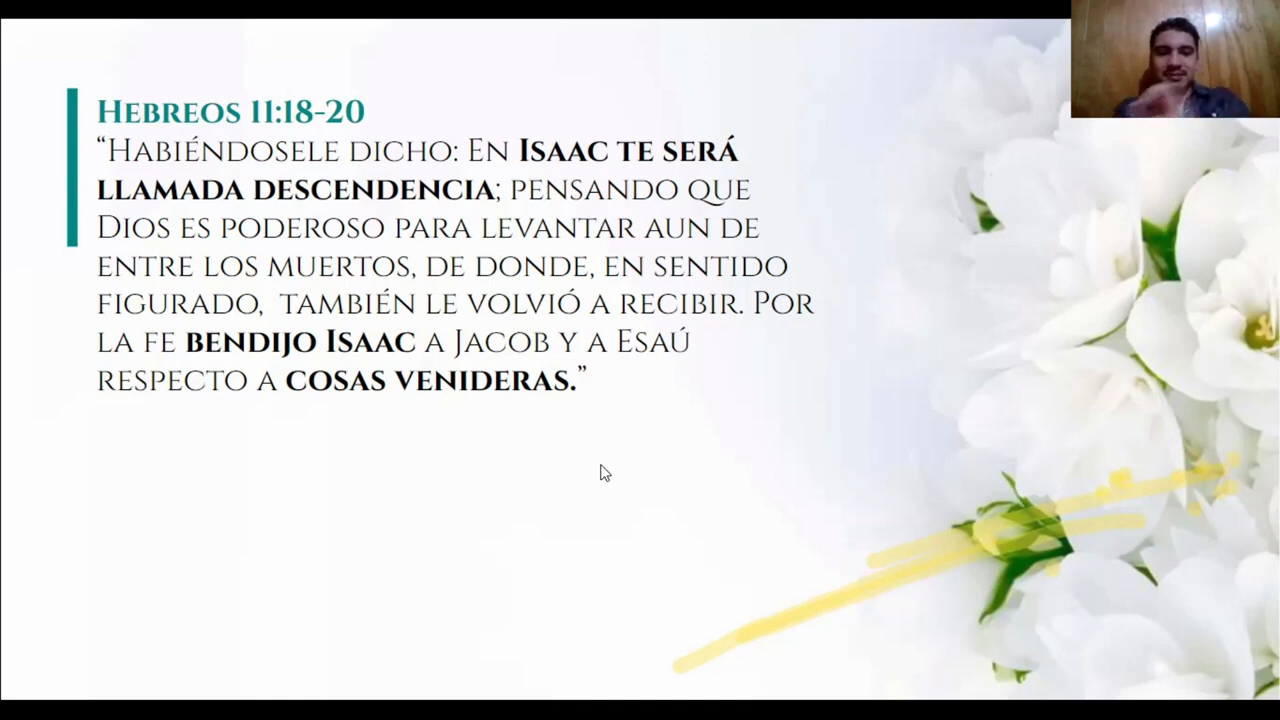 Hebreos 11:18-20
“Habiéndosele dicho: En Isaac te será
llamada descendencia; pensando que
Dios es poderoso para levantar aun de
entre los muertos, de donde, en sentido
figurado, también le volvió a recibir. Por
la fe bendijo Isaac a Jacob y a Esaú
respecto a cosas venideras.”